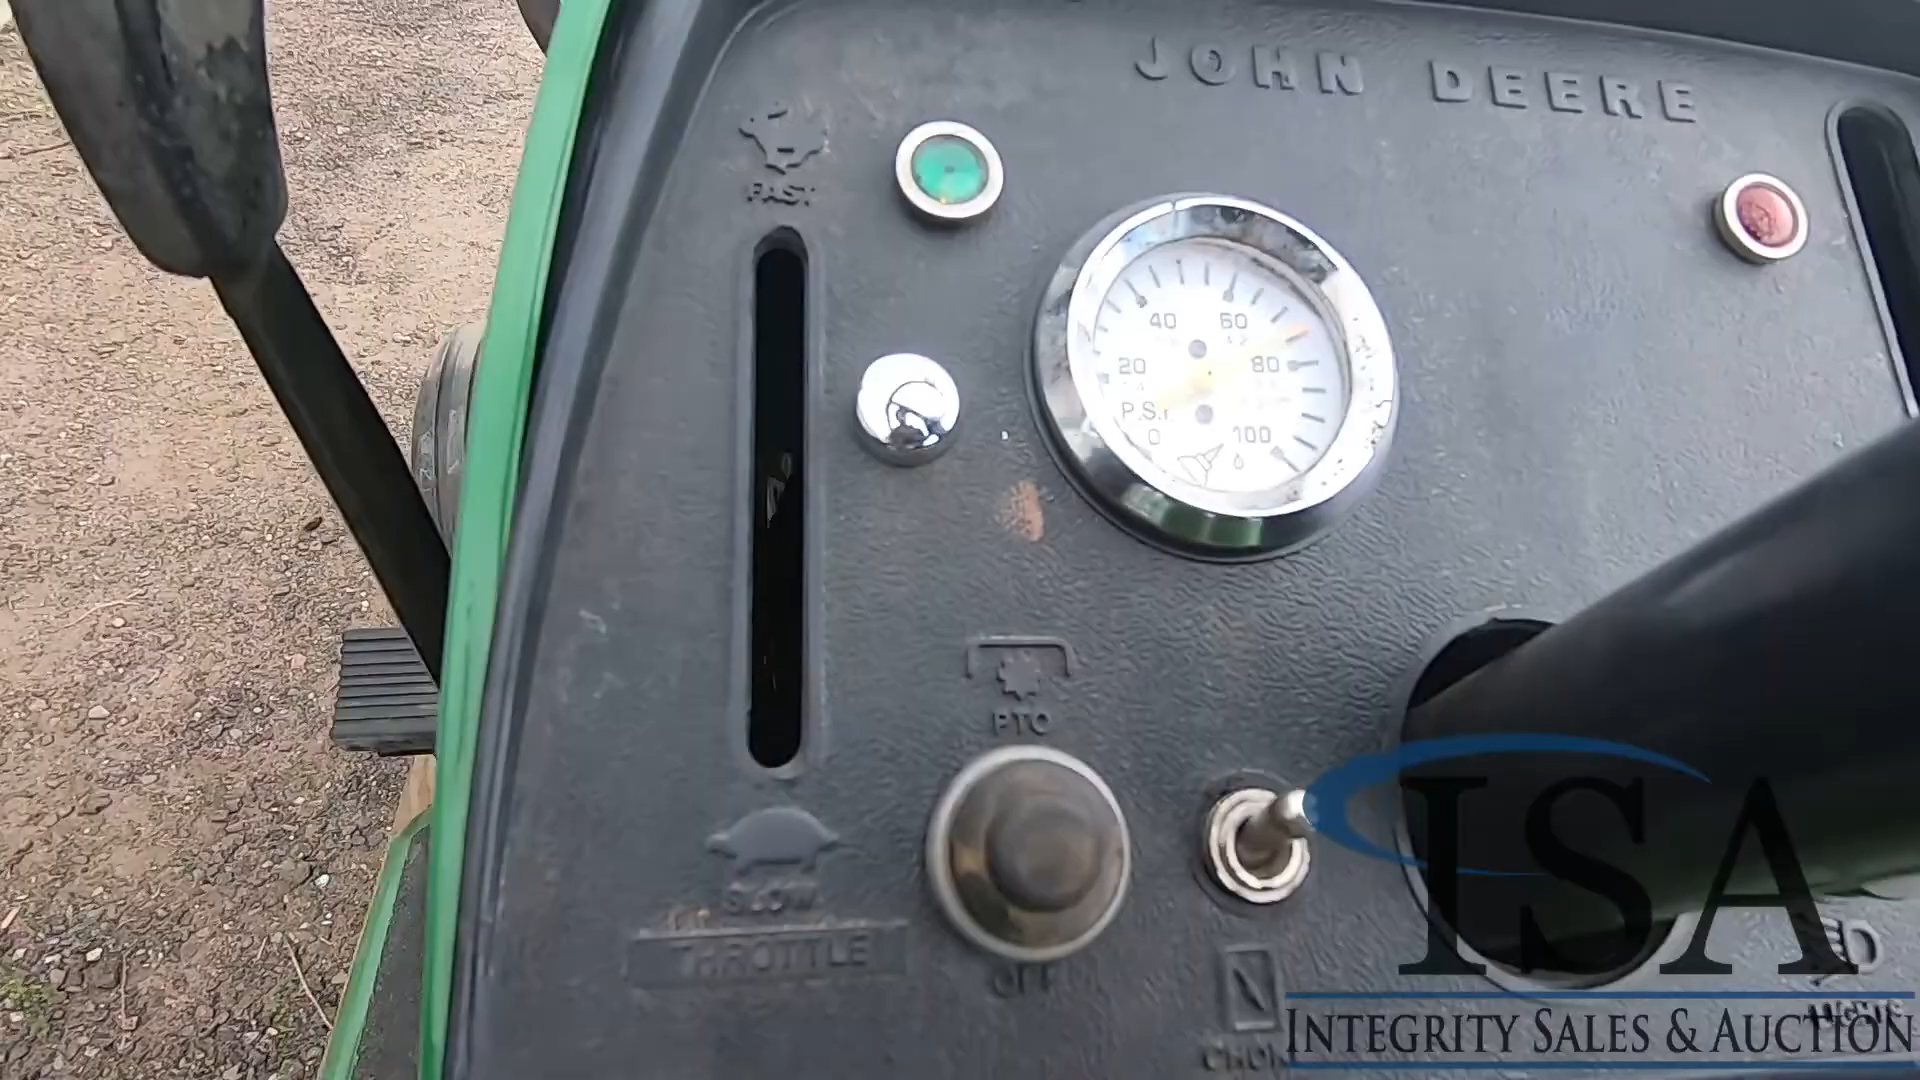 JOHN DEERE
FAST
40 60
20 80
P.S.I
0 100
PTO
SLOW
THROTTLE
OFF
ISA
INTEGRITY SALES & AUCTION